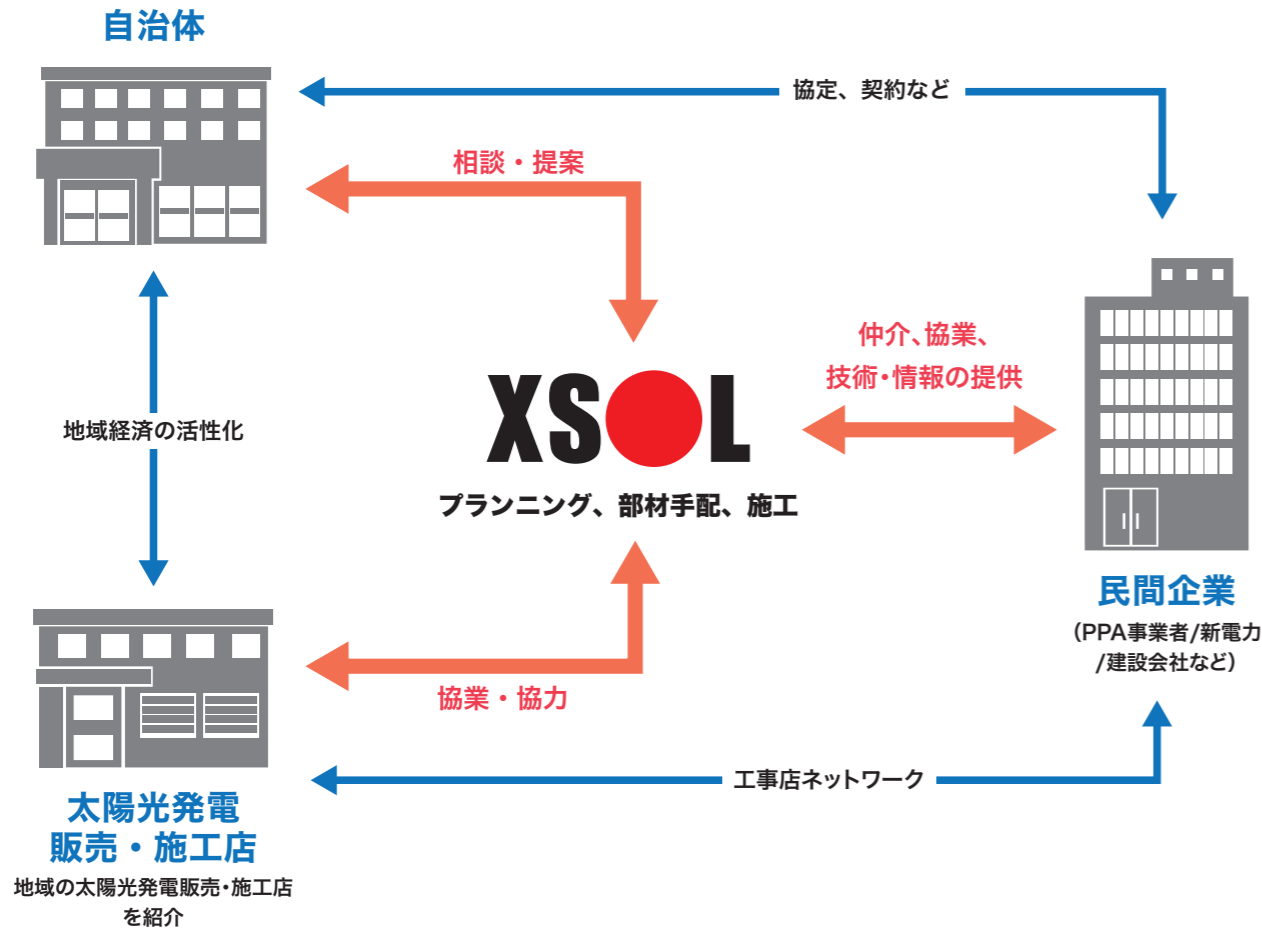 自治体
協定、契約など
相談・提案
仲介、協業、
技術・情報の提供
地域経済の活性化
XSOL
プランニング、部材手配、施工
民間企業
（PPA事業者/新電力
/建設会社など）
協業・協力
工事店ネットワーク
太陽光発電
販売・施工店
地域の太陽光発電販売・施工店
を紹介